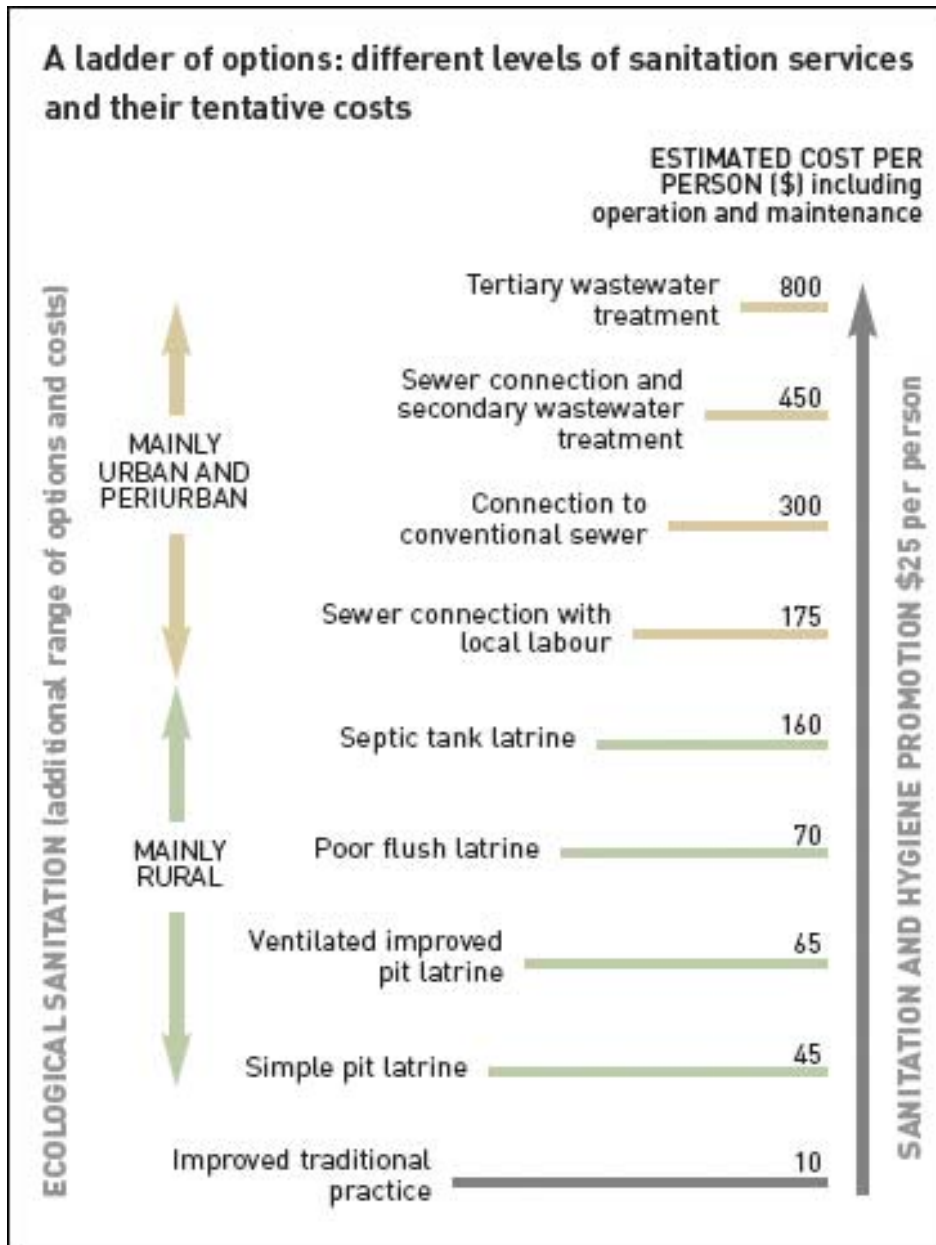 A ladder of options: different levels of sanitation services
and their tentative costs
ESTIMATED COST PER
PERSON ($) including
operation and maintenance
ECOLOGICAL SANITATION (additional range of options and costs)
MAINLY
URBAN AND
PERIURBAN
MAINLY
RURAL
Tertiary wastewater
treatment
800
Sewer connection and
secondary wastewater
treatment
450
Connection to
conventional sewer
300
Sewer connection with
local labour
175
Septic tank latrine
160
Poor flush latrine
70
Ventilated improved
pit latrine
65
Simple pit latrine
45
Improved traditional
practice
10
SANITATION AND HYGIENE PROMOTION $25 per person